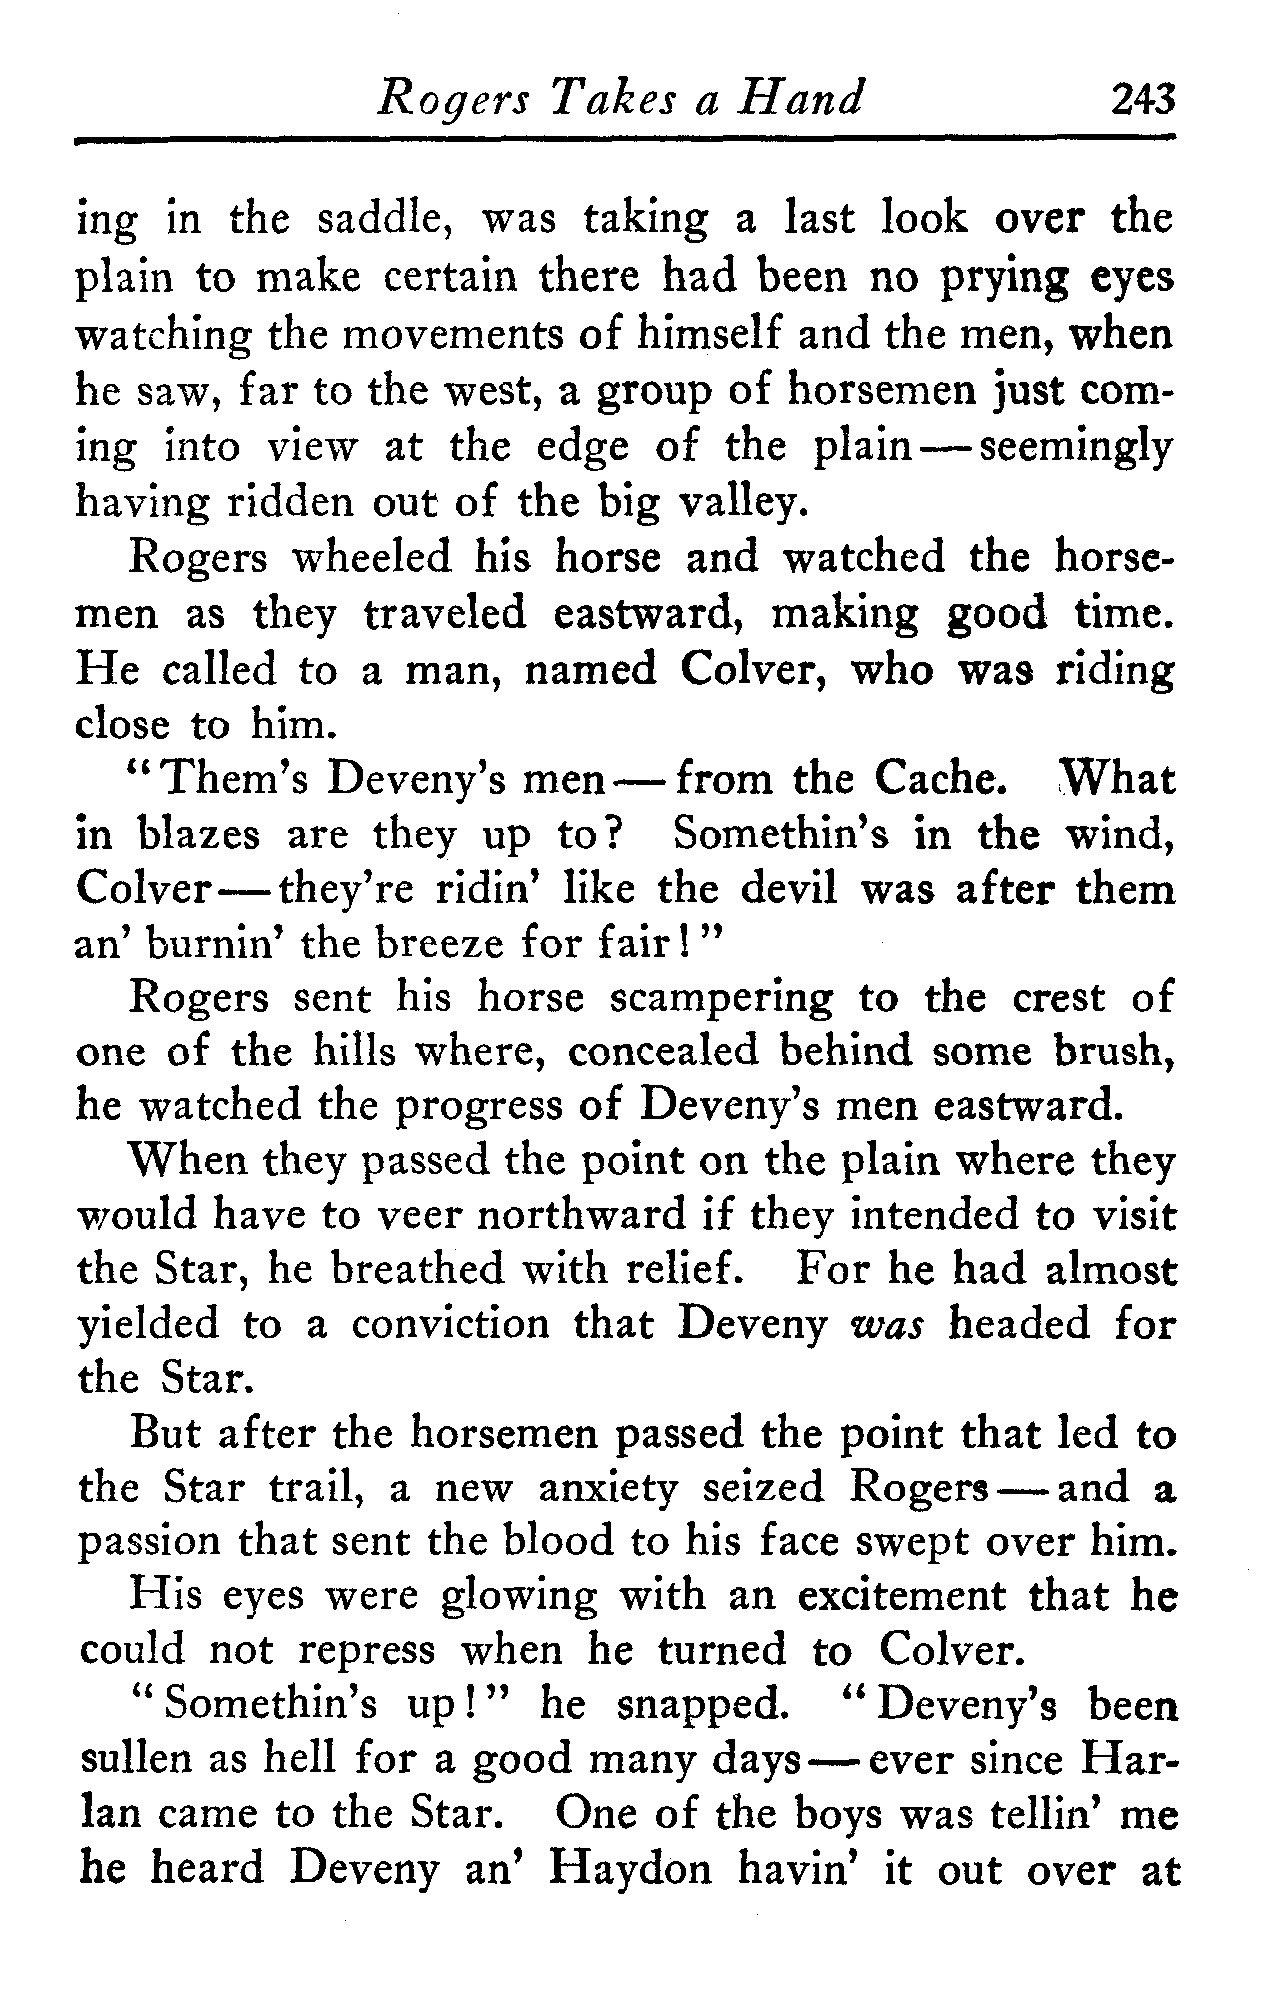 Rogers Takes a Hand 243
ing in the saddle, was taking a last look over the
plain to make certain there had been no prying eyes
watching the movements of himself and the men, when
he saw, far to the west, a group of horsemen just com-
ing into view at the edge of the plain—seemingly
having ridden out of the big valley.
Rogers wheeled his horse and watched the horse-
men as they traveled eastward, making good time.
He called to a man, named Colver, who was riding
close to him.
“Them’s Deveny’s men—from the Cache. What
in blazes are they up to? Somethin’s in the wind,
Colver—they’re ridin’ like the devil was after them
an’ burnin’ the breeze for fair!”
Rogers sent his horse scampering to the crest of
one of the hills where, concealed behind some brush,
he watched the progress of Deveny’s men eastward.
When they passed the point on the plain where they
would have to veer northward if they intended to visit
the Star, he breathed with relief. For he had almost
yielded to a conviction that Deveny was headed for
the Star.
But after the horsemen passed the point that led to
the Star trail, a new anxiety seized Rogers—and a
passion that sent the blood to his face swept over him.
His eyes were glowing with an excitement that he
could not repress when he turned to Colver.
“Somethin’s up!” he snapped. “Deveny’s been
sullen as hell for a good many days—ever since Har-
lan came to the Star. One of the boys was tellin’ me
he heard Deveny an’ Haydon havin’ it out over at